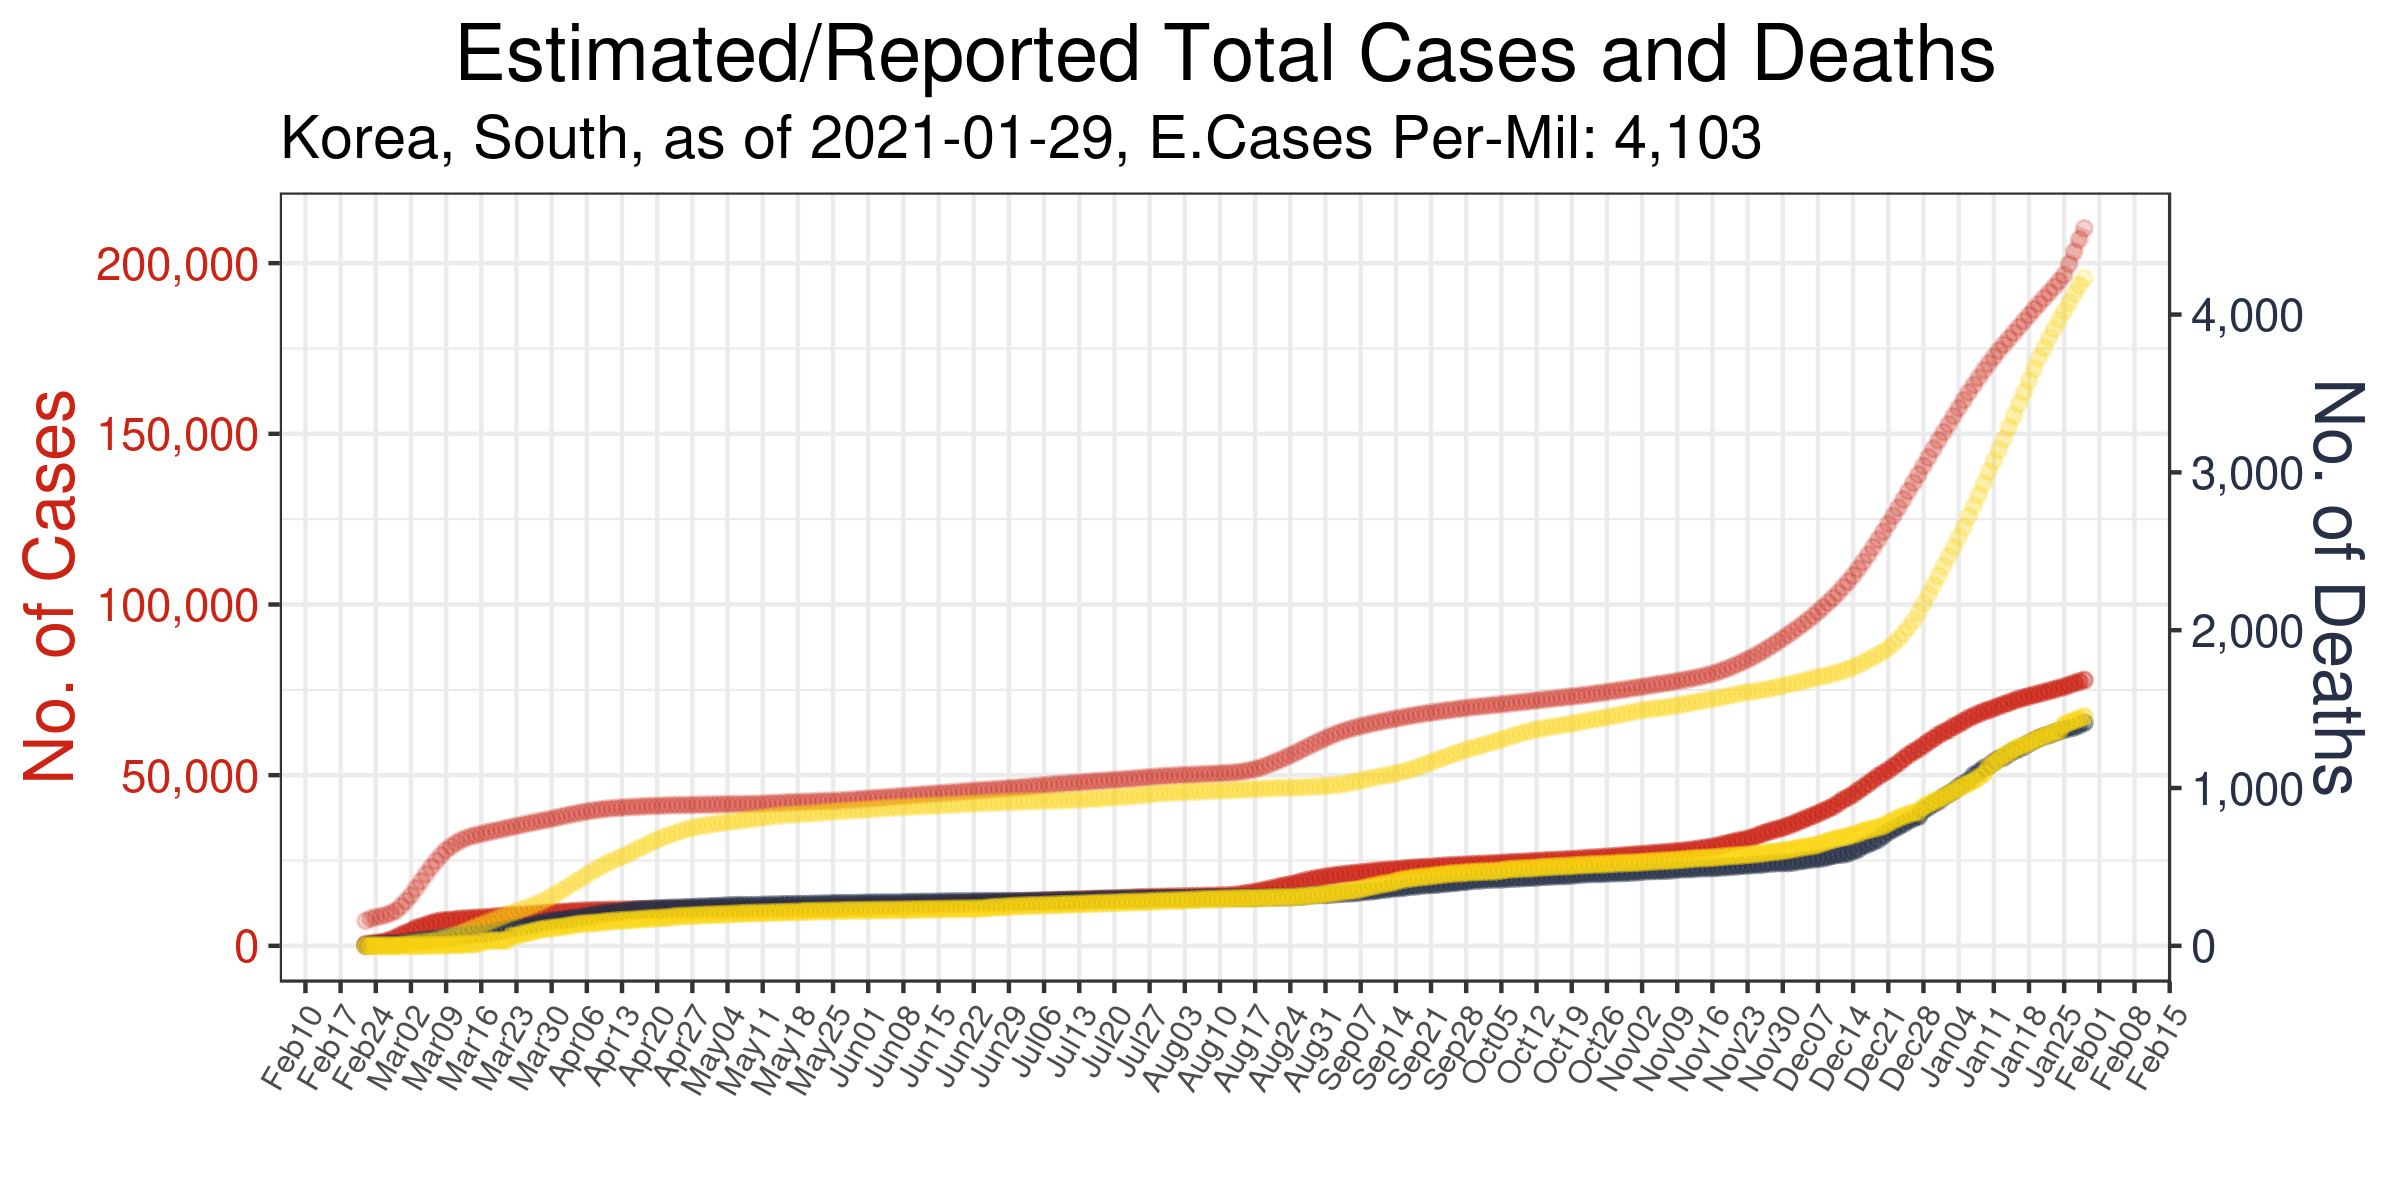 Estimated/Reported Total Cases and Deaths
Korea, South, as of 2021-01-29, E.Cases Per-Mil: 4,103
No. of Cases
200,000
150,000
100,000
50,000
0
4,000
3,000
2,000
1,000
0
No. of Deaths
Feb10
Feb17
Feb24
Mar02
Mar09
Mar16
Mar23
Mar30
Apr06
Apr13
Apr20
Apr27
May04
May11
May18
May25
Jun01
Jun08
Jun15
Jun22
Jun29
Jul06
Jul13
Jul20
Jul27
Aug03
Aug10
Aug17
Aug24
Aug31
Sep07
Sep14
Sep21
Sep28
Oct05
Oct12
Oct19
Oct26
Nov02
Nov09
Nov16
Nov23
Nov30
Dec07
Dec14
Dec21
Dec28
Jan04
Jan11
Jan18
Jan25
Feb01
Feb08
Feb15